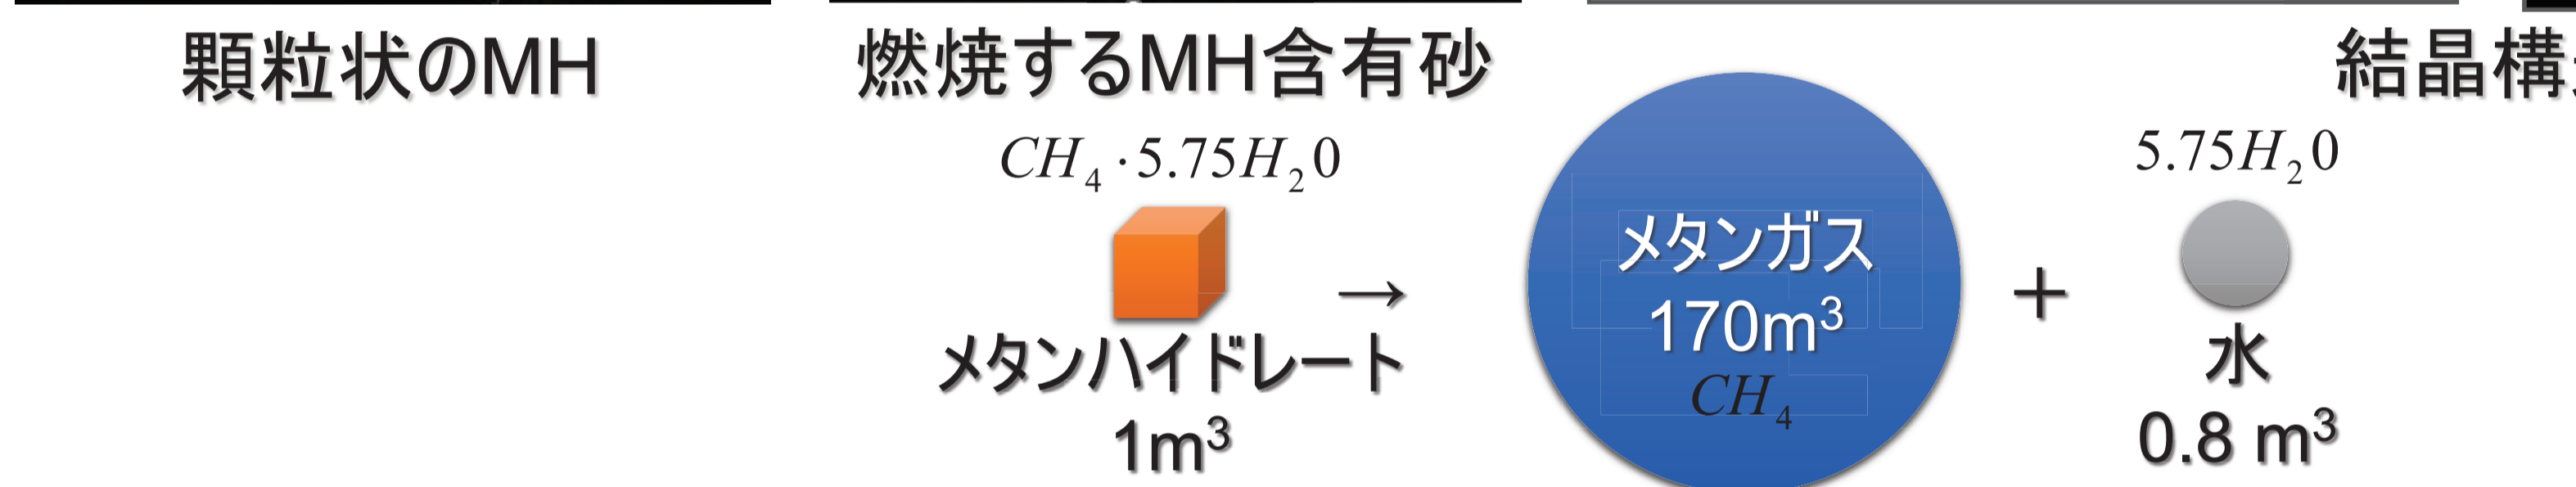 顆粒状のMH
燃焼するMH含有砂
結晶構
CH₄·5.75H₂0
メタンハイドレート
1m³
→
メタンガス
170m³
CH₄
+
5.75H₂0
水
0.8 m³